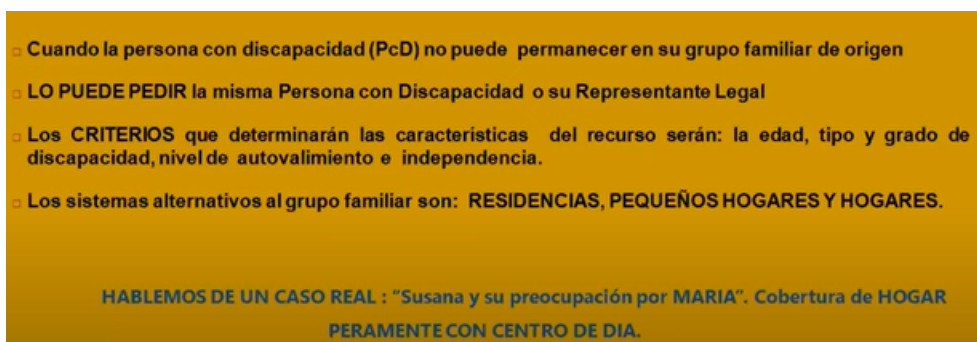 Cuando la persona con discapacidad (PcD) no puede permanecer en su grupo familiar de origen
LO PUEDE PEDIR la misma Persona con Discapacidad o su Representante Legal
Los CRITERIOS que determinarán las características del recurso serán: la edad, tipo y grado de
discapacidad, nivel de autovalimiento e independencia.
Los sistemas alternativos al grupo familiar son: RESIDENCIAS, PEQUEÑOS HOGARES Y HOGARES.
HABLEMOS DE UN CASO REAL : "Susana y su preocupación por MARIA". Cobertura de HOGAR
PERAMENTE CON CENTRO DE DIA.